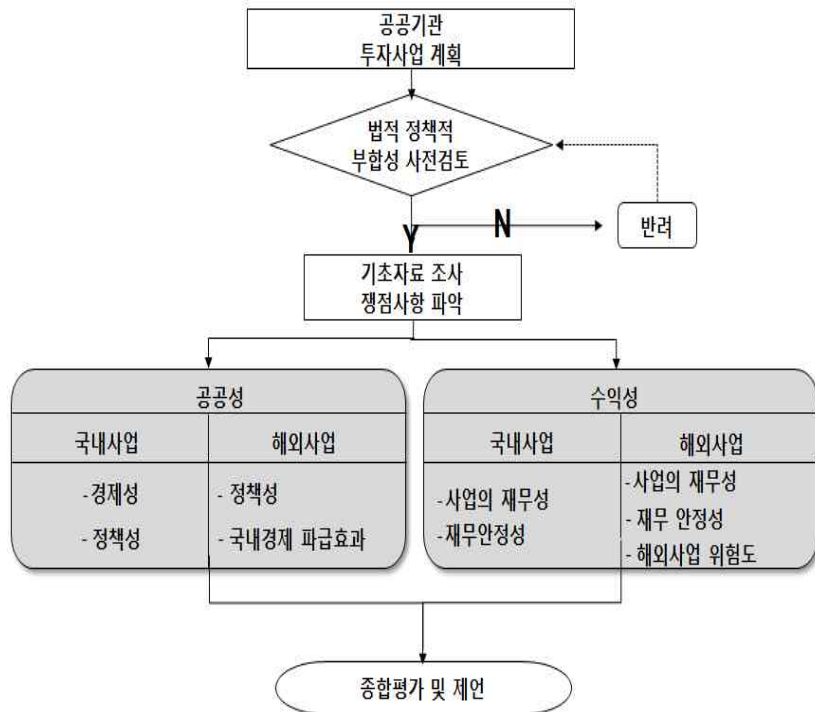 공공기관
투자사업 계획
법적 정책적
부합성 사전검토
N
반려
Y
기초자료 조사
쟁점사항 파악
공공성
국내사업
해외사업
-경제성
- 정책성
- 정책성
- 국내경제 파급효과
수익성
국내사업
해외사업
-사업의 재무성
- 재무안정성
-사업의 재무성
- 재무 안정성
- 해외사업 위험도
종합평가 및 제언